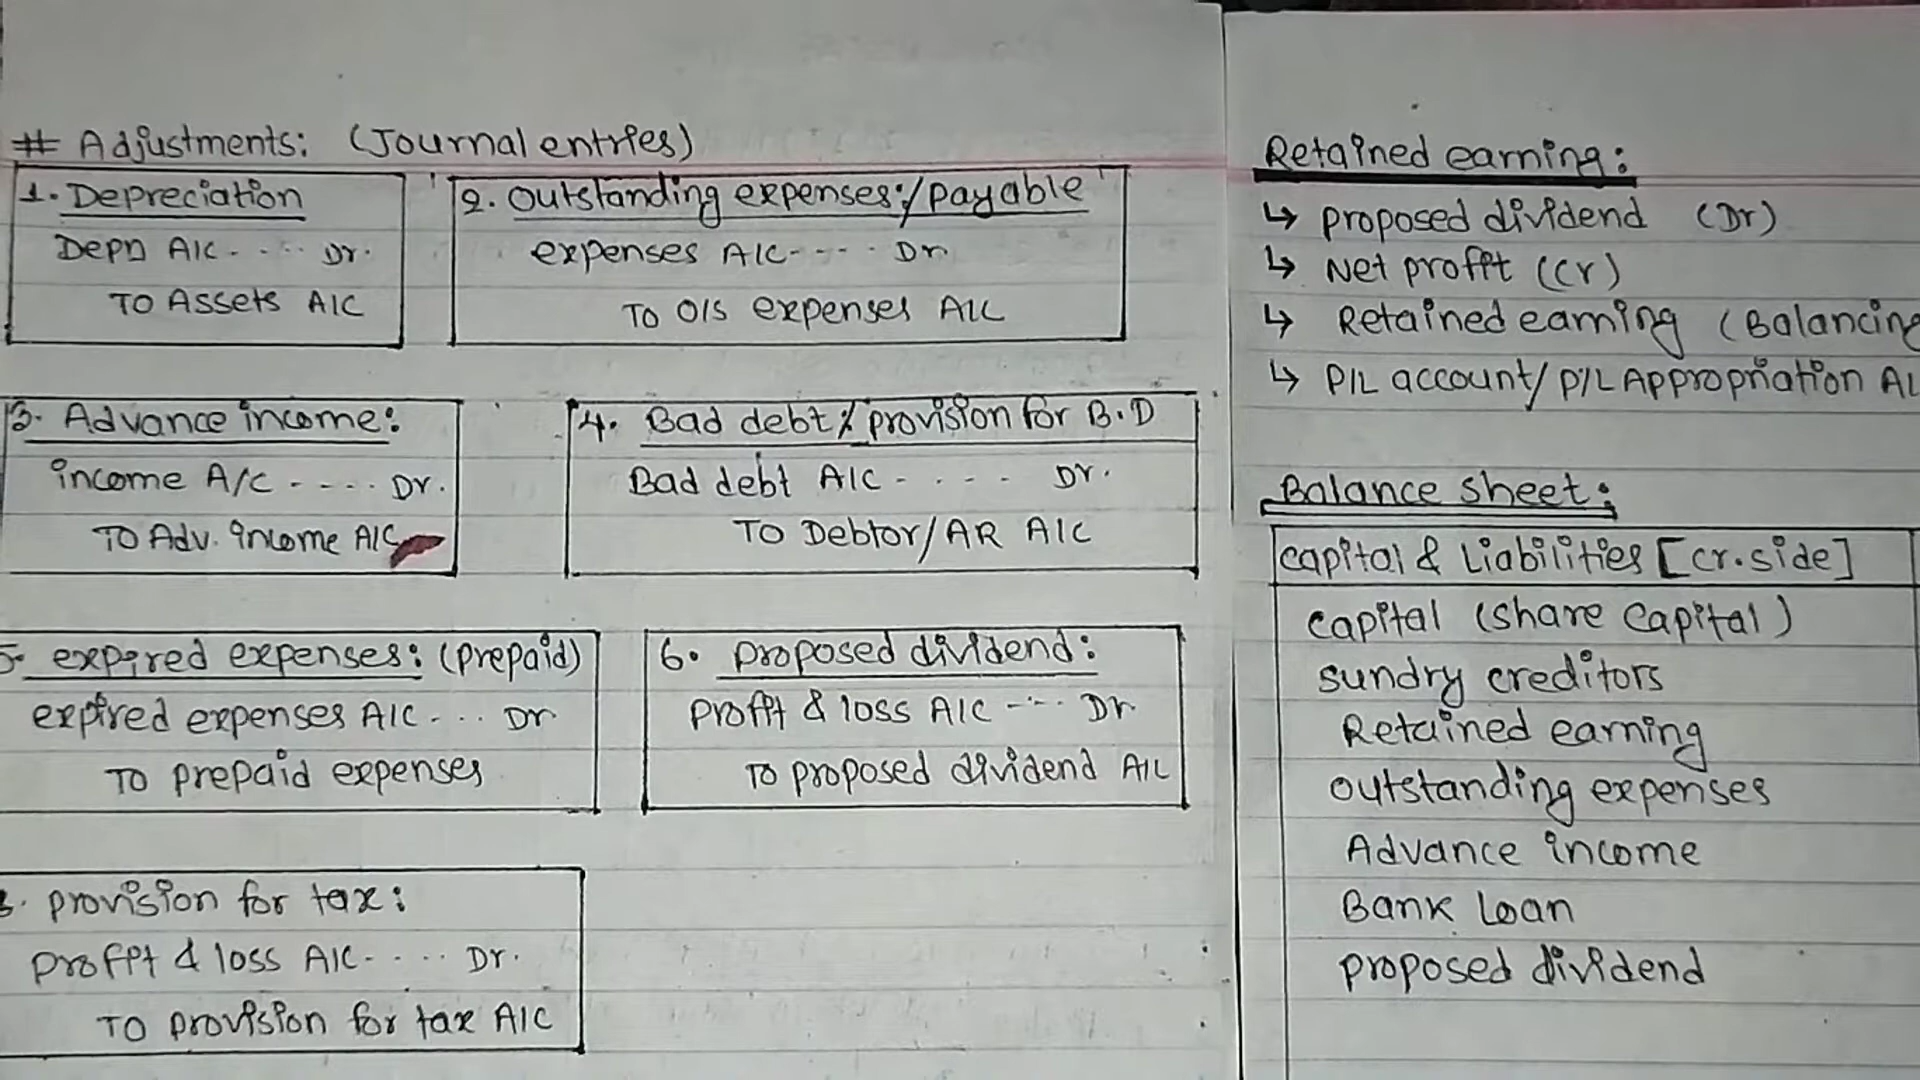 # Adjustments: (Journal entries)
1. Depreciation
Depn A/C - - - - - Dr.
To Assets A/C
2. Outstanding expenses:/payable
expenses A/C - - - - Dr.
To O/S expenses A/C
3. Advance income:
income A/C - - - - Dr.
To Adv. income A/C
4. Bad debt:/provision for B.D
Bad debt A/C - - - - Dr.
To Debtor/AR A/C
5. expired expenses: (prepaid)
expired expenses A/C - - - Dr
To prepaid expenses
6. proposed dividend:
profit & loss A/C - - - Dr.
To proposed dividend A/C
provision for tax:
profit & loss A/C - - - - Dr.
To provision for tax A/C
Retained earning:
↳ proposed dividend (Dr)
↳ Net profit (Cr)
↳ Retained earning (Balancing
↳ P/L account/P/L Appropriation A/
Balance sheet:
capital & Liabilities [cr.side]
capital (share capital)
sundry creditors
Retained earning
outstanding expenses
Advance income
Bank Loan
proposed dividend